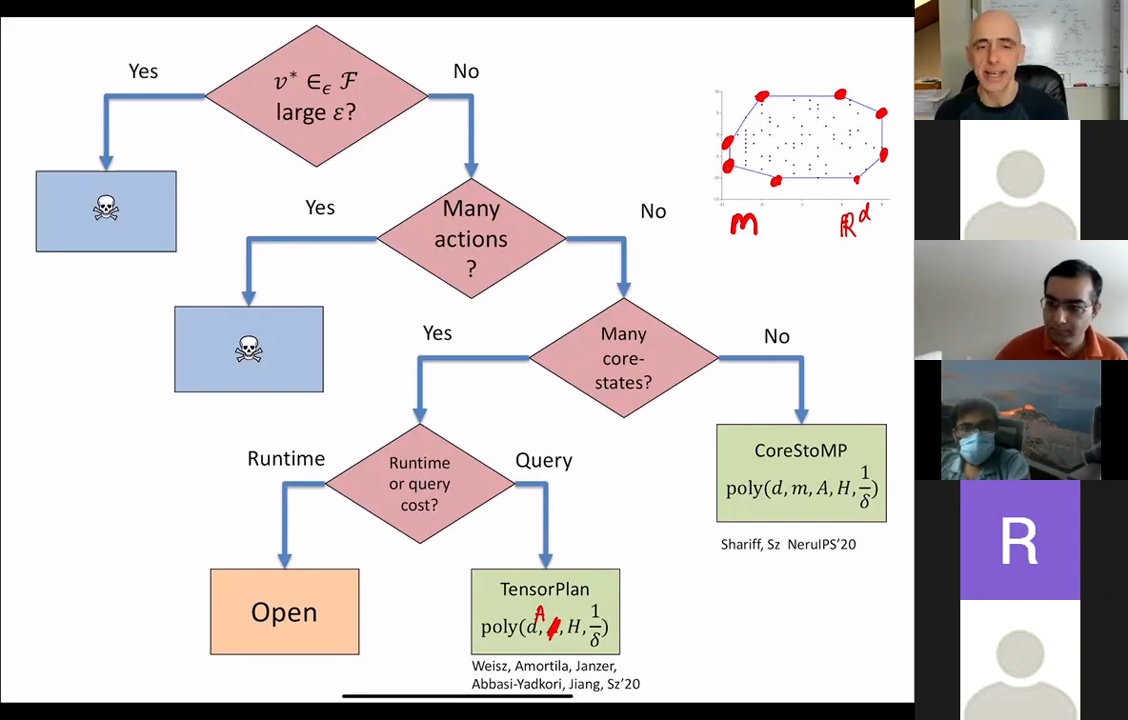 Yes
v* ∈ϵ ℱ
large ε?
No
Yes
Many
actions
?
No
m
ℝd
Yes
Many
core-
states?
No
Runtime
Runtime
or query
cost?
Query
CoreStoMP
poly(d, m, A, H, 1/δ)
Shariff, Sz NeruIPS'20
Open
TensorPlan
A
poly(d, , H, 1/δ)
Weisz, Amortila, Janzer,
Abbasi-Yadkori, Jiang, Sz'20
R